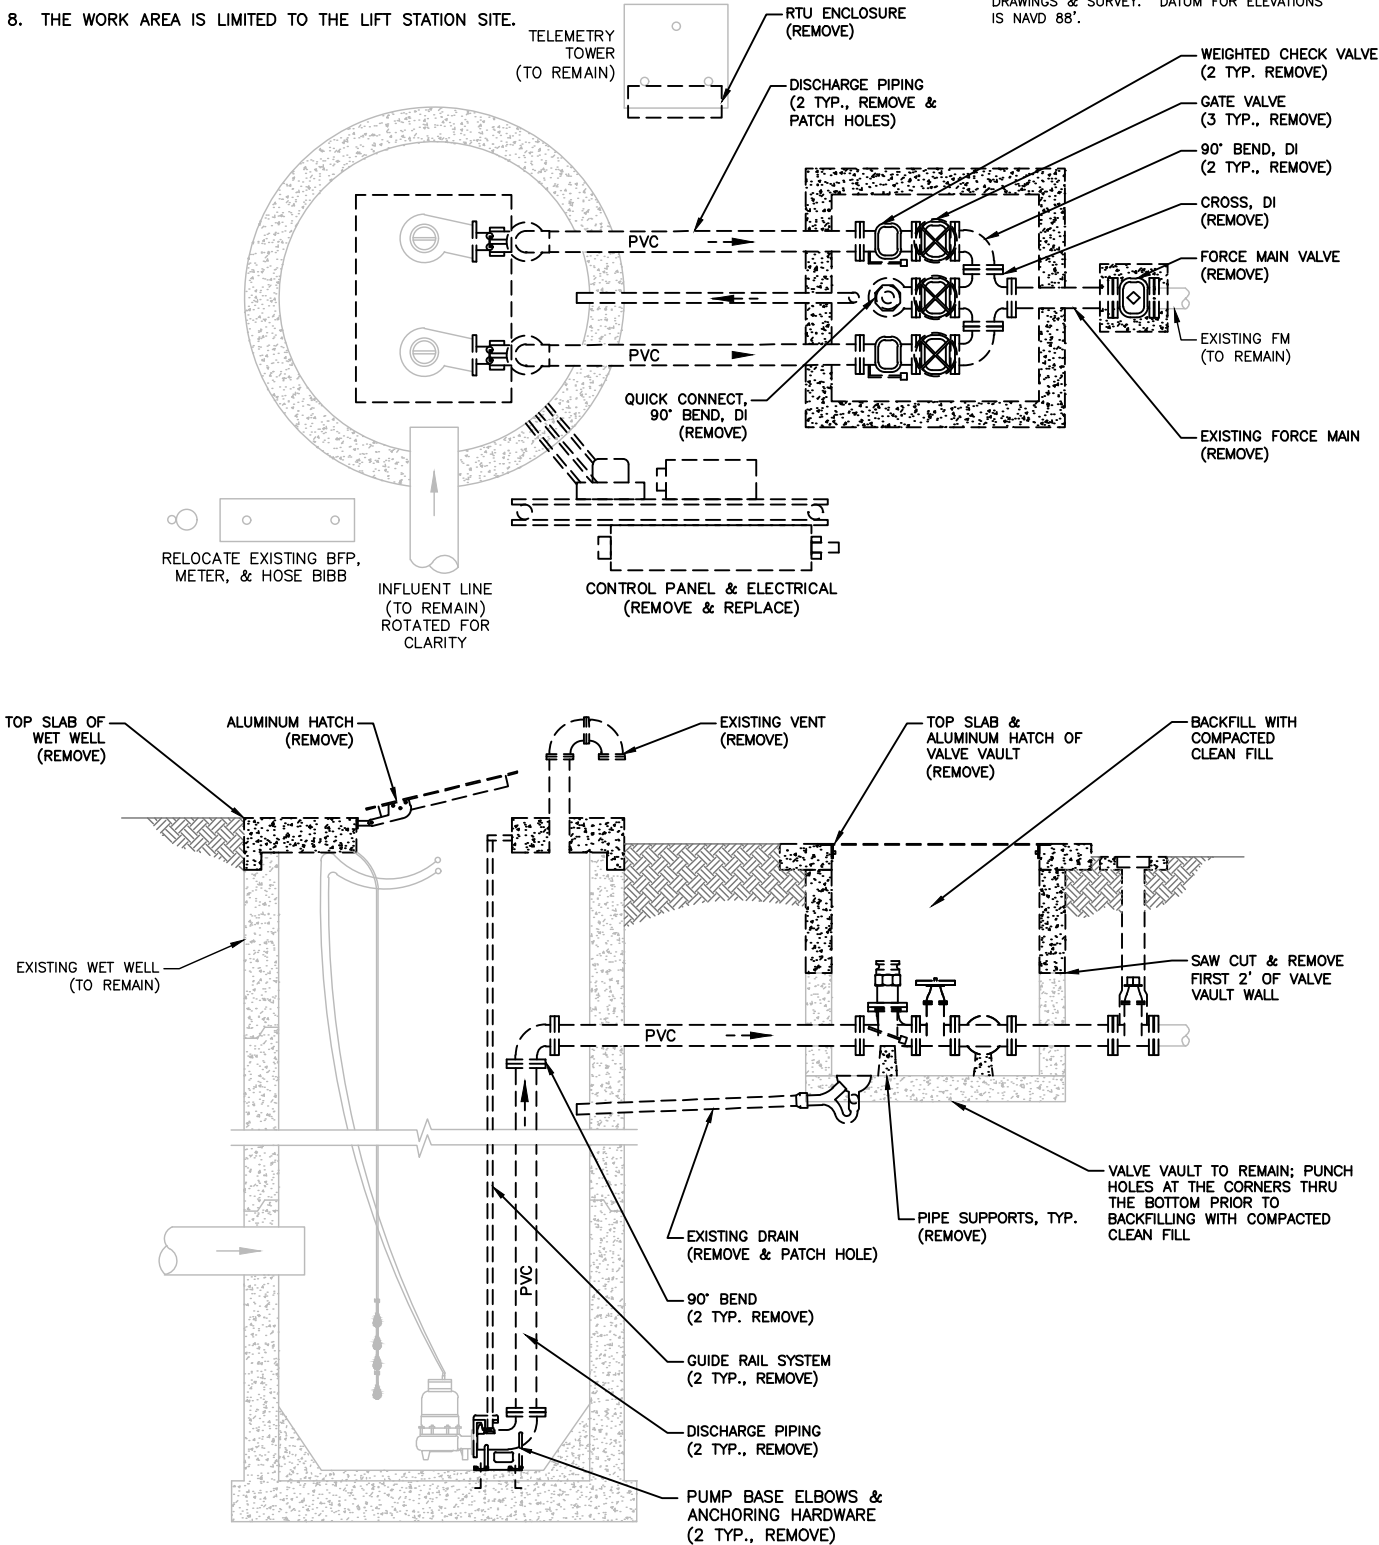 8. THE WORK AREA IS LIMITED TO THE LIFT STATION SITE.
DRAWINGS & SURVEY. DATUM FOR ELEVATIONS
IS NAVD 88'.
TELEMETRY
TOWER
(TO REMAIN)
RTU ENCLOSURE
(REMOVE)
DISCHARGE PIPING
(2 TYP., REMOVE &
PATCH HOLES)
WEIGHTED CHECK VALVE
(2 TYP. REMOVE)
GATE VALVE
(3 TYP., REMOVE)
90° BEND, DI
(2 TYP., REMOVE)
CROSS, DI
(REMOVE)
FORCE MAIN VALVE
(REMOVE)
EXISTING FM
(TO REMAIN)
EXISTING FORCE MAIN
(REMOVE)
PVC
PVC
QUICK CONNECT,
90° BEND, DI
(REMOVE)
RELOCATE EXISTING BFP,
METER, & HOSE BIBB
INFLUENT LINE
(TO REMAIN)
ROTATED FOR
CLARITY
CONTROL PANEL & ELECTRICAL
(REMOVE & REPLACE)
TOP SLAB OF
WET WELL
(REMOVE)
ALUMINUM HATCH
(REMOVE)
EXISTING VENT
(REMOVE)
TOP SLAB &
ALUMINUM HATCH OF
VALVE VAULT
(REMOVE)
BACKFILL WITH
COMPACTED
CLEAN FILL
EXISTING WET WELL
(TO REMAIN)
SAW CUT & REMOVE
FIRST 2' OF VALVE
VAULT WALL
PVC
PVC
VALVE VAULT TO REMAIN; PUNCH
HOLES AT THE CORNERS THRU
THE BOTTOM PRIOR TO
BACKFILLING WITH COMPACTED
CLEAN FILL
PIPE SUPPORTS, TYP.
(REMOVE)
EXISTING DRAIN
(REMOVE & PATCH HOLE)
90° BEND
(2 TYP. REMOVE)
GUIDE RAIL SYSTEM
(2 TYP., REMOVE)
DISCHARGE PIPING
(2 TYP., REMOVE)
PUMP BASE ELBOWS &
ANCHORING HARDWARE
(2 TYP., REMOVE)